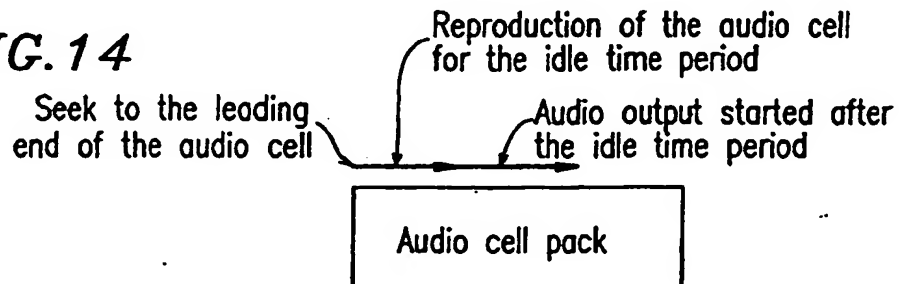 G.14
Reproduction of the audio cell
for the idle time period
Seek to the leading
end of the audio cell
Audio output started after
the idle time period
Audio cell pack